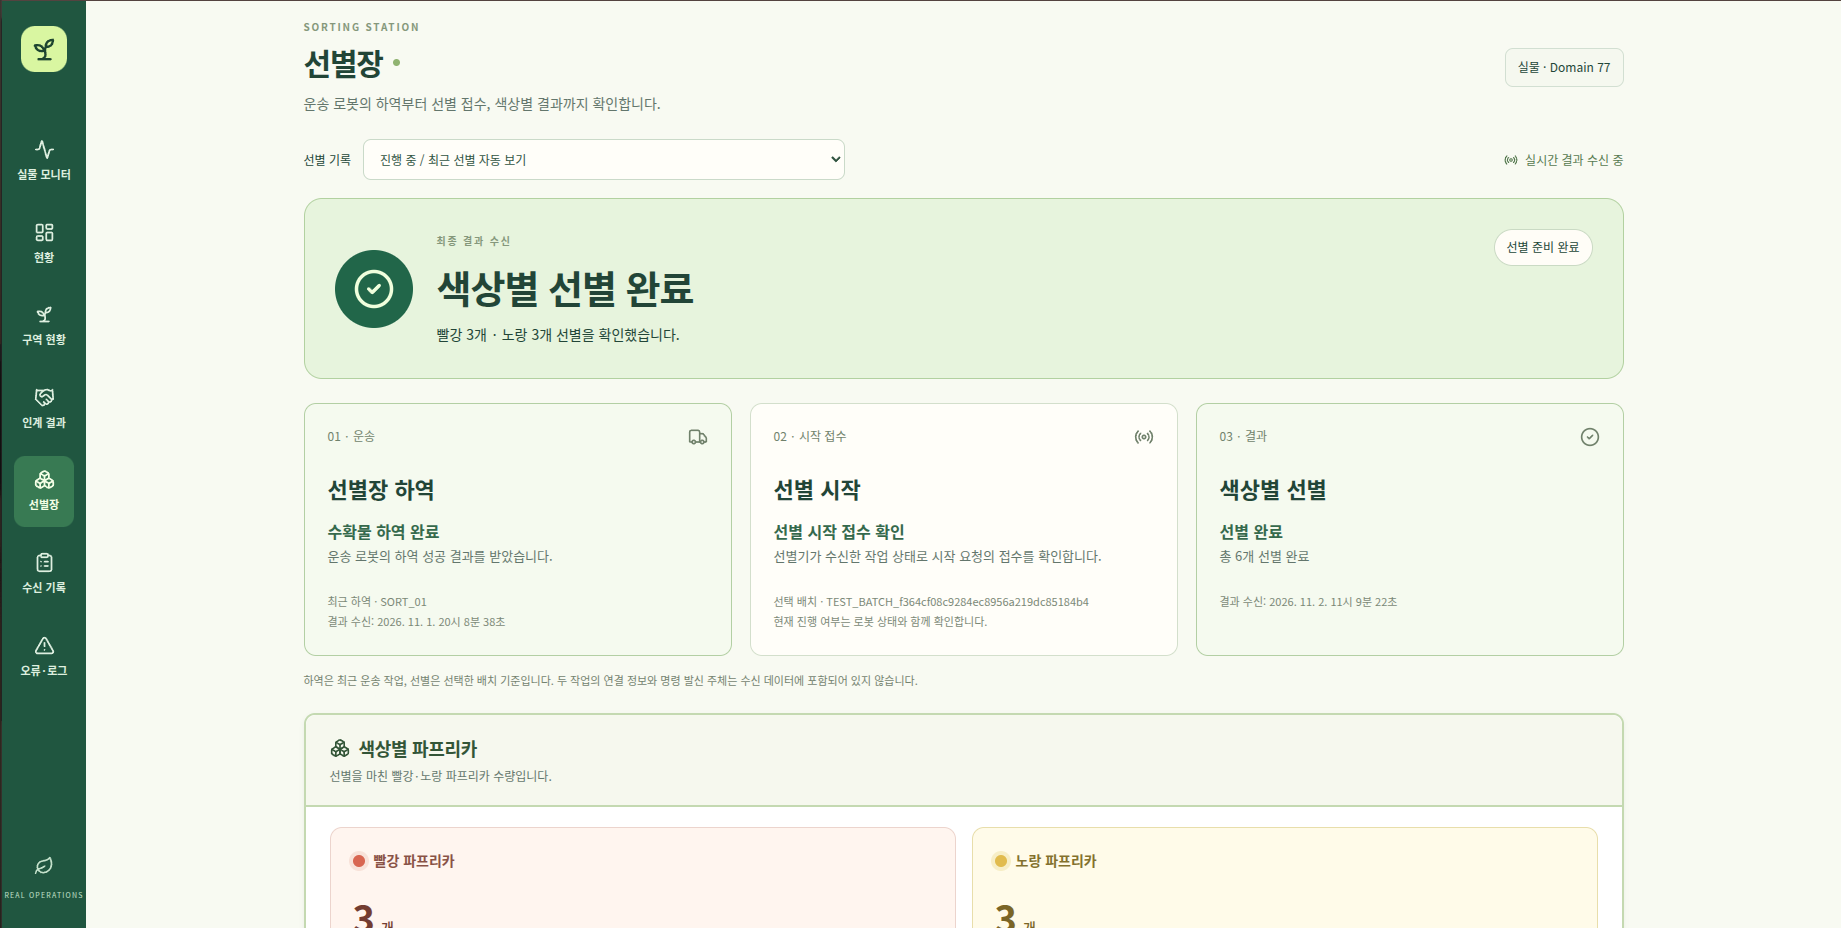 SORTING STATION
선별장
실물 · Domain 77
운송 로봇의 하역부터 선별 접수, 색상별 결과까지 확인합니다.
선별 기록
진행 중 / 최근 선별 자동 보기
실시간 결과 수신 중
최종 결과 수신
선별 준비 완료
색상별 선별 완료
빨강 3개 · 노랑 3개 선별을 확인했습니다.
01 · 운송
선별장 하역
수확물 하역 완료
운송 로봇의 하역 성공 결과를 받았습니다.
최근 하역 · SORT_01
결과 수신: 2026. 11. 1. 20시 8분 38초
02 · 시작 접수
선별 시작
선별 시작 접수 확인
선별기가 수신한 작업 상태로 시작 요청의 접수를 확인합니다.
선택 배치 · TEST_BATCH_f364cf08c9284ec8956a219dc85184b4
현재 진행 여부는 로봇 상태와 함께 확인합니다.
03 · 결과
색상별 선별
선별 완료
총 6개 선별 완료
결과 수신: 2026. 11. 2. 11시 9분 22초
하역은 최근 운송 작업, 선별은 선택한 배치 기준입니다. 두 작업의 연결 정보와 명령 발신 주체는 수신 데이터에 포함되어 있지 않습니다.
색상별 파프리카
선별을 마친 빨강·노랑 파프리카 수량입니다.
빨강 파프리카
3 개
노랑 파프리카
3 개
실물 모니터
현황
구역 현황
인계 결과
선별장
수신 기록
오류·로그
REAL OPERATIONS